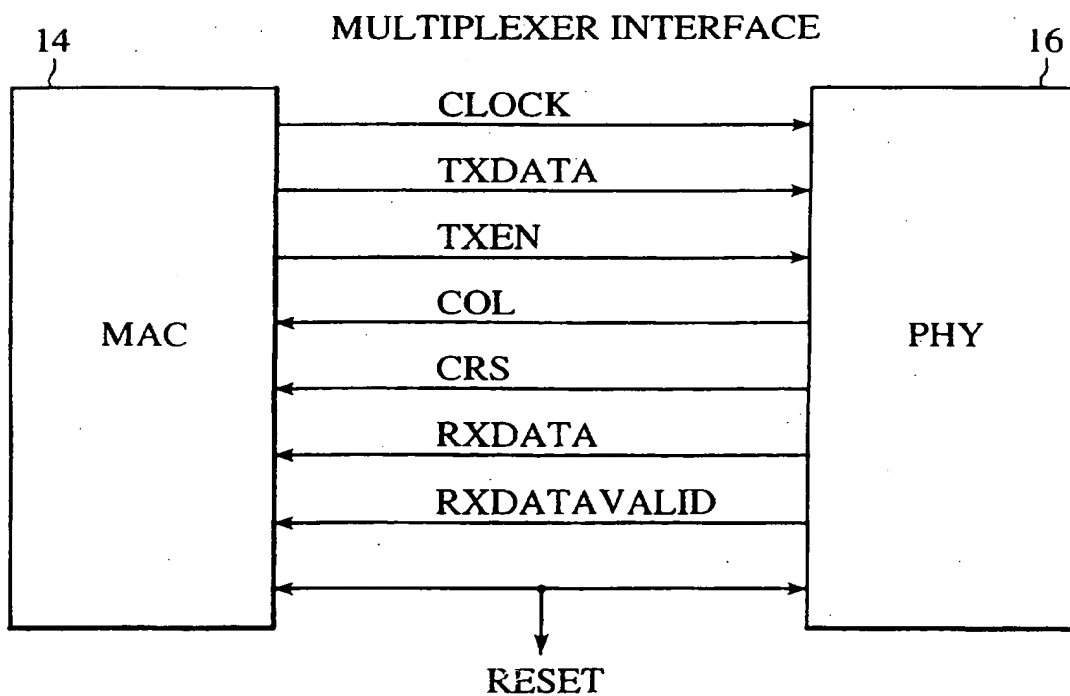 MULTIPLEXER INTERFACE
14
16
CLOCK
TXDATA
TXEN
COL
MAC
PHY
CRS
RXDATA
RXDATAVALID
RESET